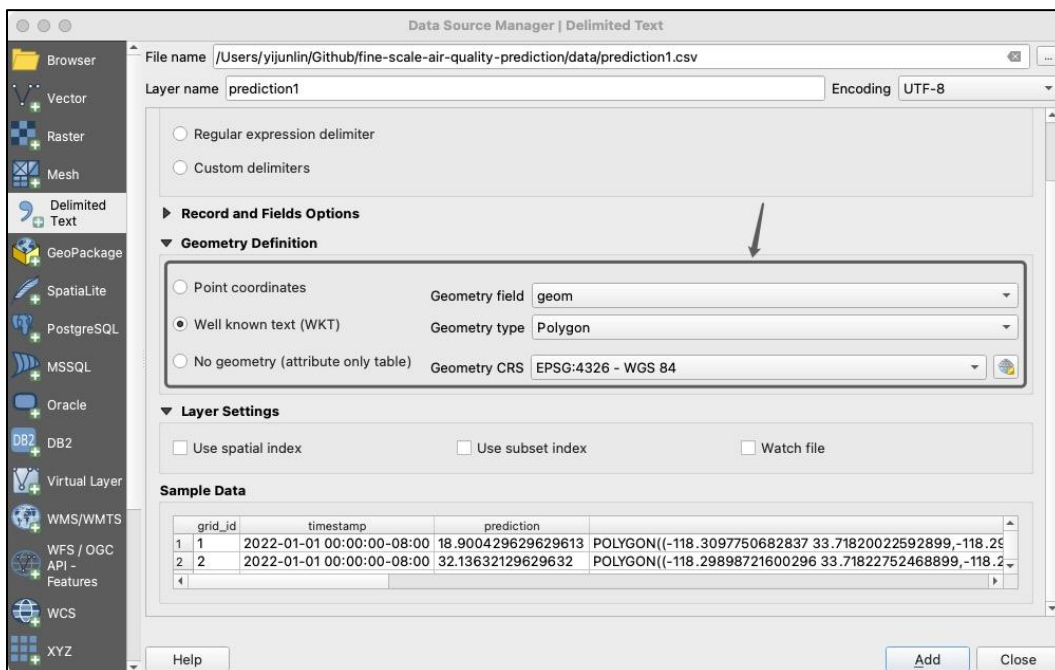 Data Source Manager | Delimited Text
Browser
Vector
Raster
Mesh
Delimited
Text
GeoPackage
SpatiaLite
PostgreSQL
MSSQL
Oracle
DB2 DB2
Virtual Layer
WMS/WMTS
WFS / OGC
API -
Features
WCS
XYZ
File name /Users/yijunlin/Github/fine-scale-air-quality-prediction/data/prediction1.csv ...
Layer name prediction1 Encoding UTF-8
Regular expression delimiter
Custom delimiters
Record and Fields Options
Geometry Definition
Point coordinates Geometry field geom
Well known text (WKT) Geometry type Polygon
No geometry (attribute only table) Geometry CRS EPSG:4326 - WGS 84
Layer Settings
Use spatial index Use subset index Watch file
Sample Data
grid_id timestamp prediction
1 1 2022-01-01 00:00:00-08:00 18.900429629629613 POLYGON((-118.3097750682837 33.71820022592899,-118.29
2 2 2022-01-01 00:00:00-08:00 32.13632129629632 POLYGON((-118.29898721600296 33.71822752468899,-118.2
Help Add Close